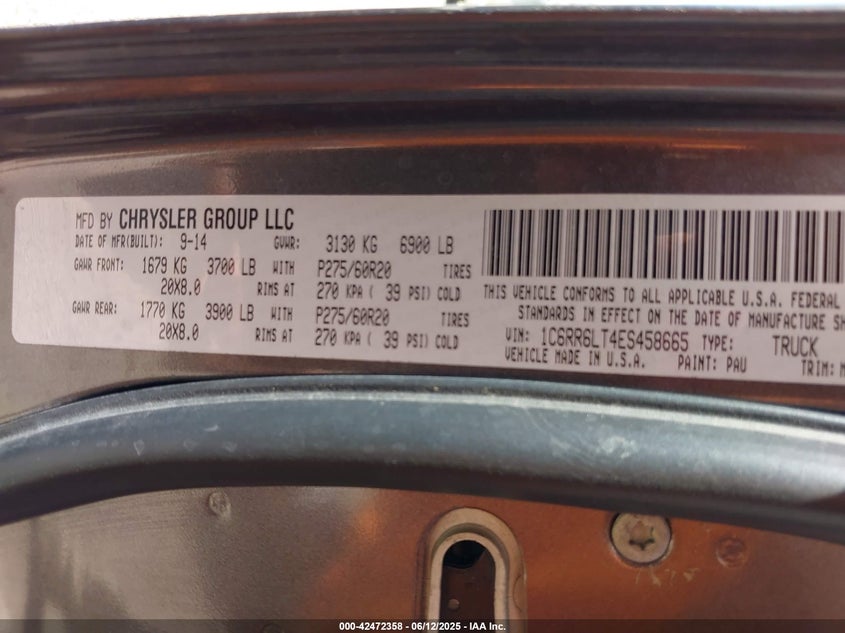 MFD BY CHRYSLER GROUP LLC
DATE OF MFR(BUILT): 9-14 GVWR: 3130 KG 6900 LB
GAWR FRONT: 1679 KG 3700 LB WITH P275/60R20 TIRES
20X8.0 RIMS AT 270 KPA ( 39 PSI) COLD
GAWR REAR: 1770 KG 3900 LB WITH P275/60R20 TIRES
20X8.0 RIMS AT 270 KPA ( 39 PSI) COLD
THIS VEHICLE CONFORMS TO ALL APPLICABLE U.S.A. FEDERAL
STANDARDS IN EFFECT ON THE DATE OF MANUFACTURE SH
VIN: 1C6RR6LT4ES458665 TYPE: TRUCK
VEHICLE MADE IN U.S.A. PAINT: PAU TRIM: M
000-42472358 - 06/12/2025 - IAA Inc.